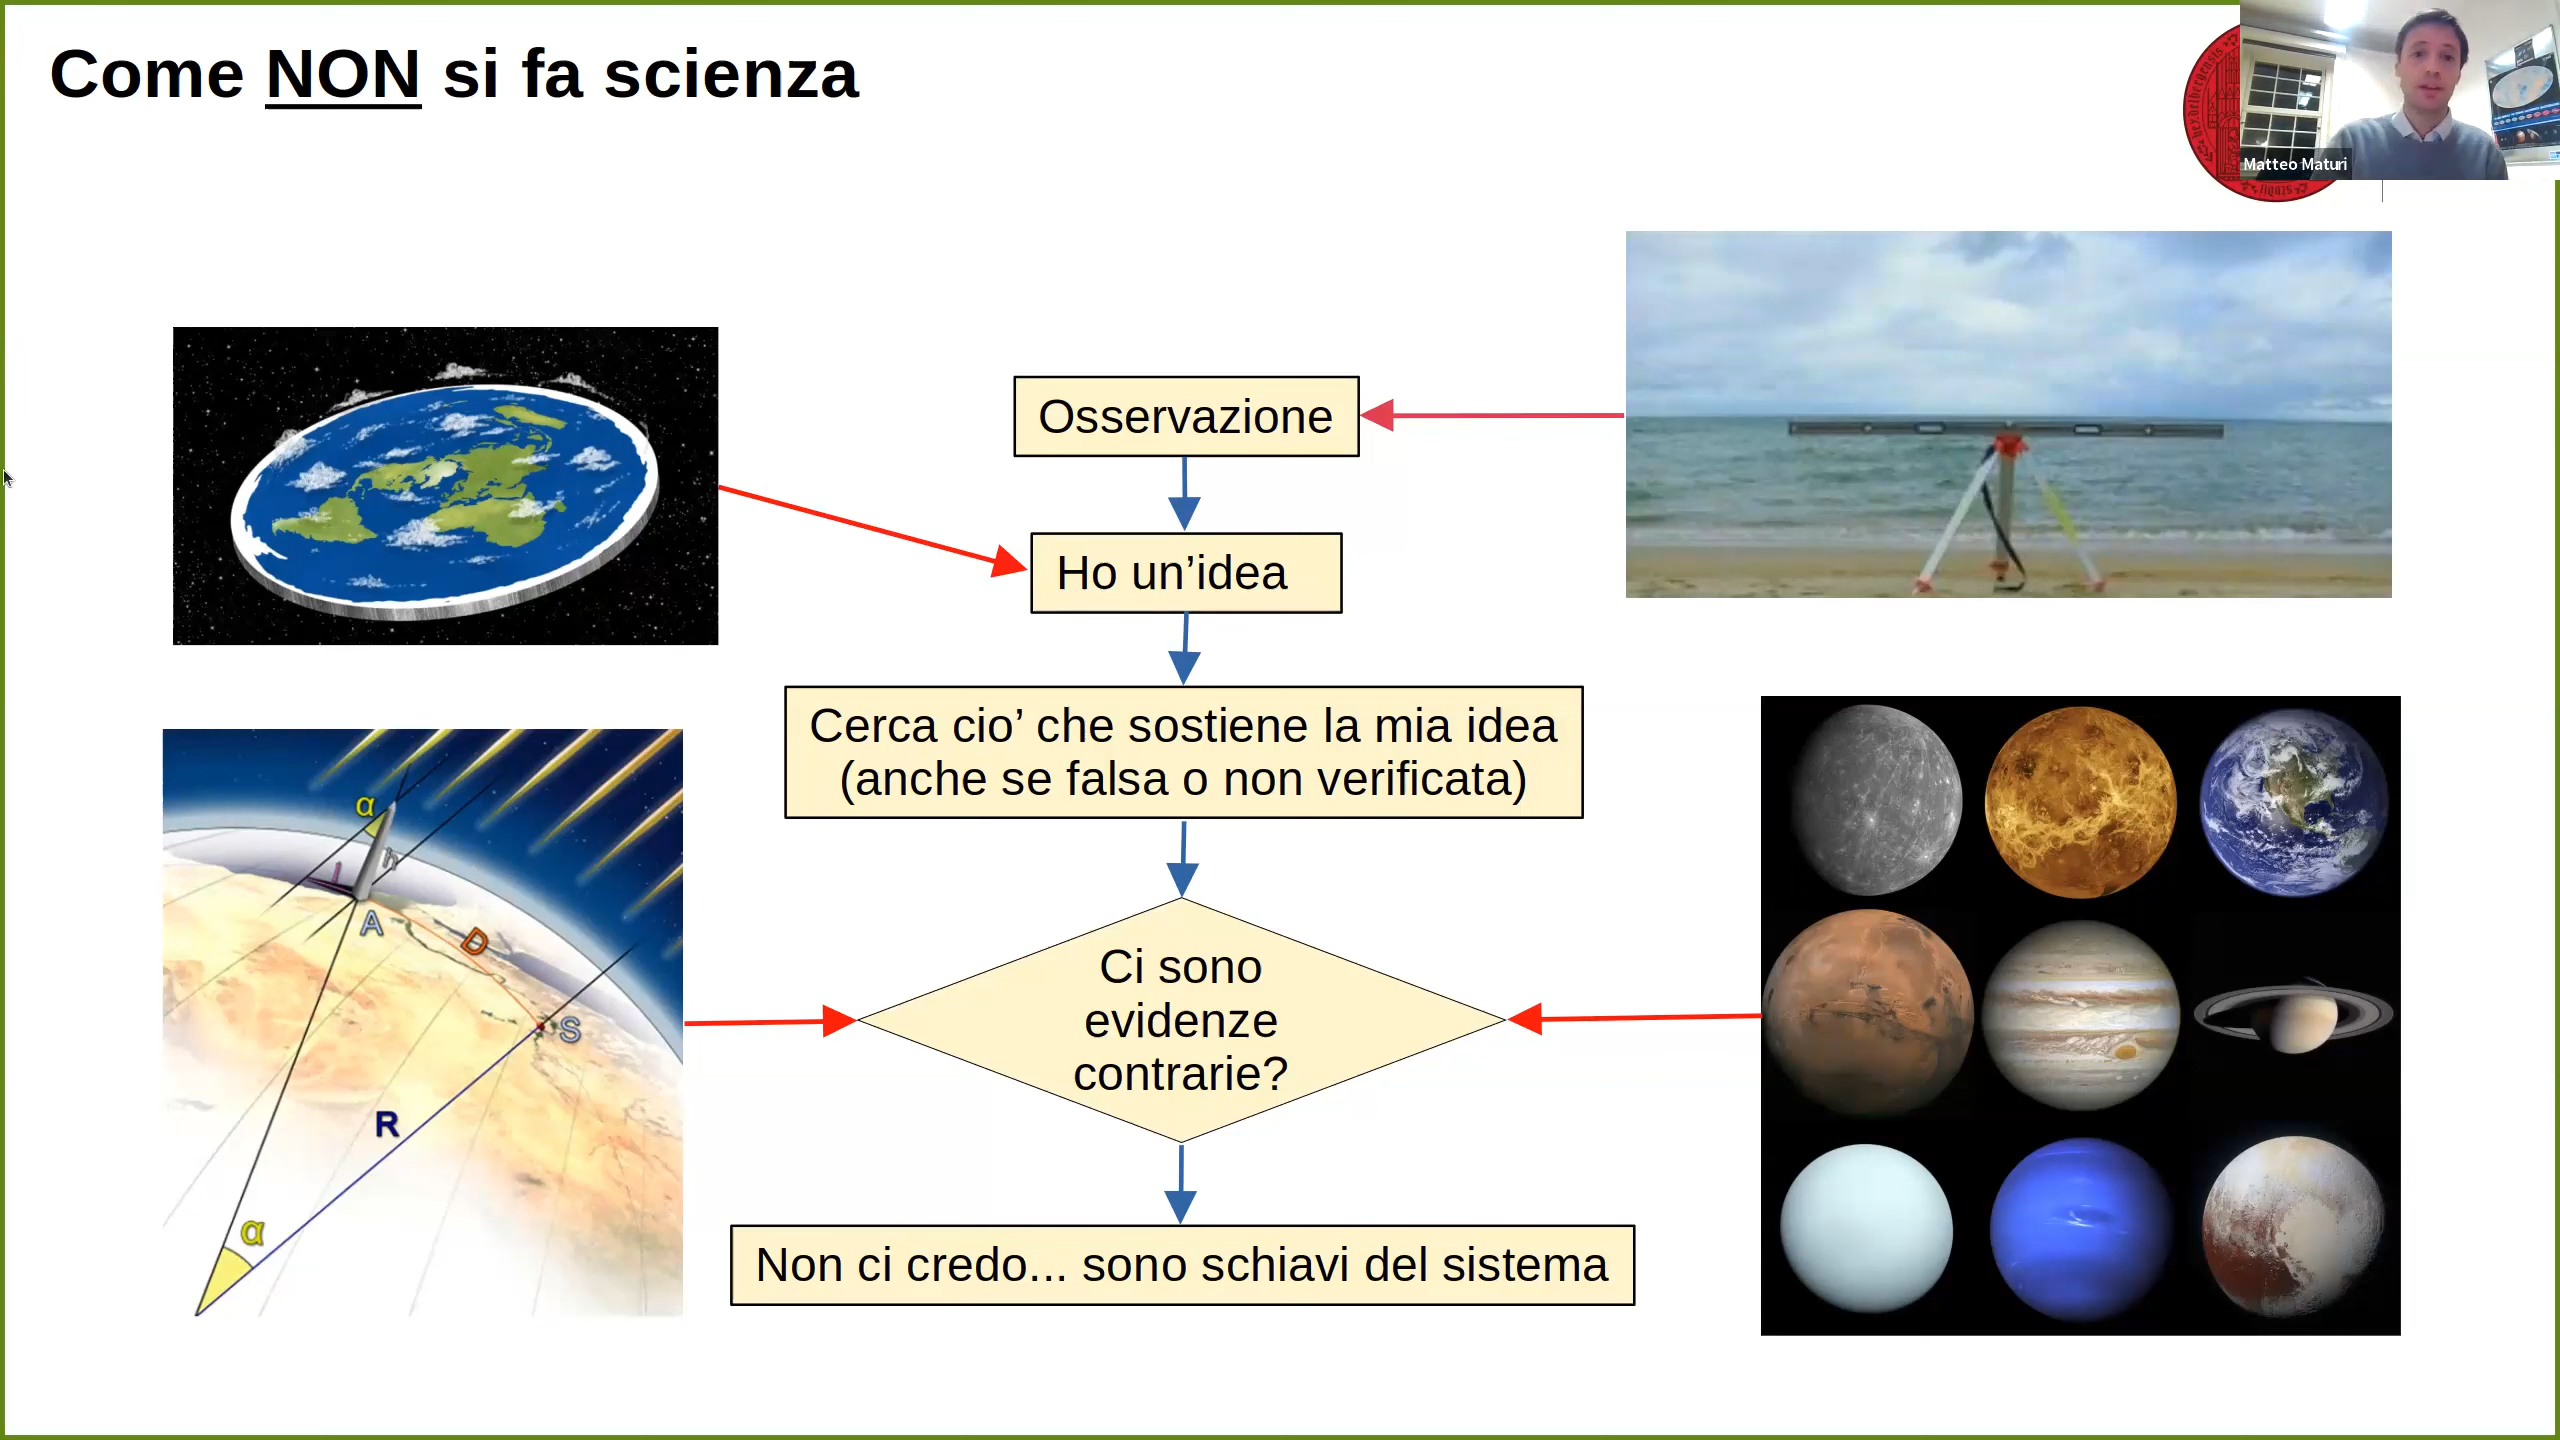 Come NON si fa scienza
Matteo Maturi
Osservazione
Ho un’idea
Cerca cio’ che sostiene la mia idea
(anche se falsa o non verificata)
α
h
l
A
D
S
R
α
Ci sono
evidenze
contrarie?
Non ci credo... sono schiavi del sistema